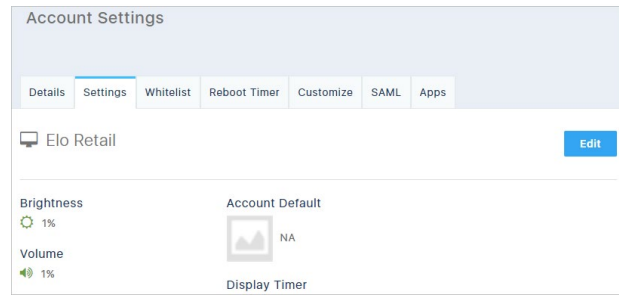 Account Settings
Details Settings Whitelist Reboot Timer Customize SAML Apps
Elo Retail
Edit
Brightness
1%
Volume
1%
Account Default
NA
Display Timer